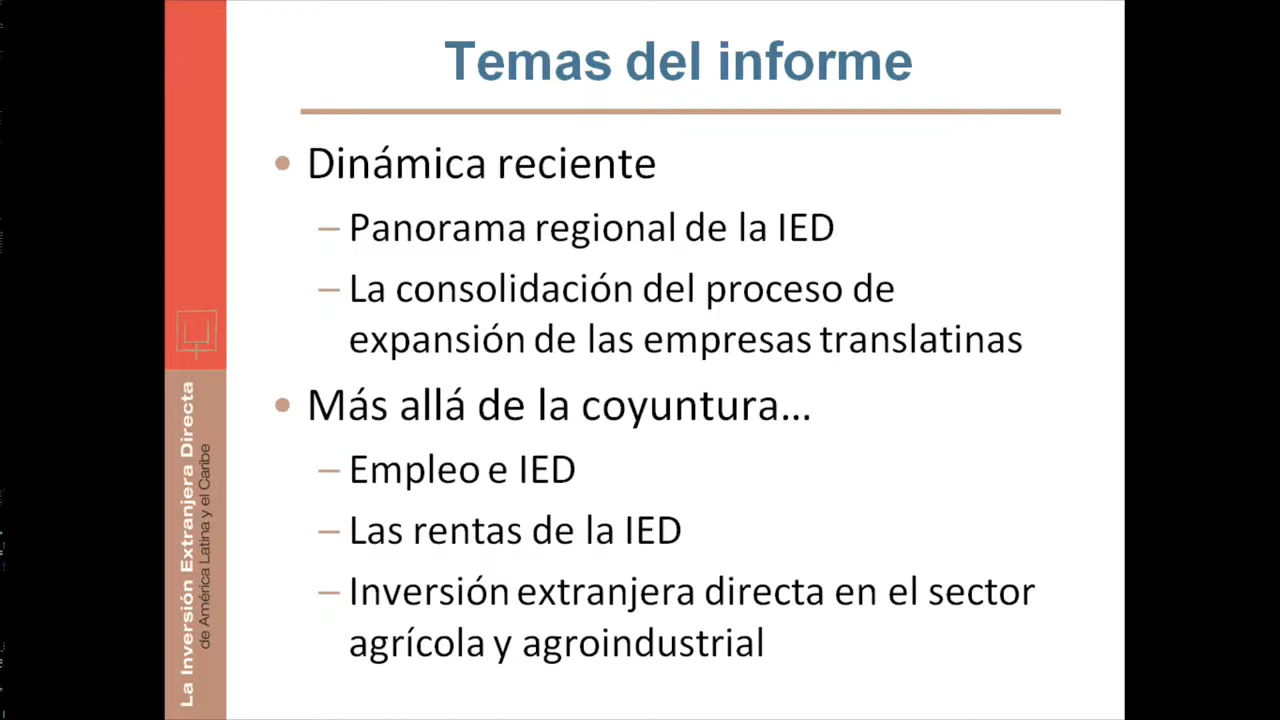 Temas del informe
• Dinámica reciente
– Panorama regional de la IED
– La consolidación del proceso de
expansión de las empresas translatinas
• Más allá de la coyuntura...
– Empleo e IED
– Las rentas de la IED
– Inversión extranjera directa en el sector
agrícola y agroindustrial
La Inversión Extranjera Directa
de América Latina y el Caribe